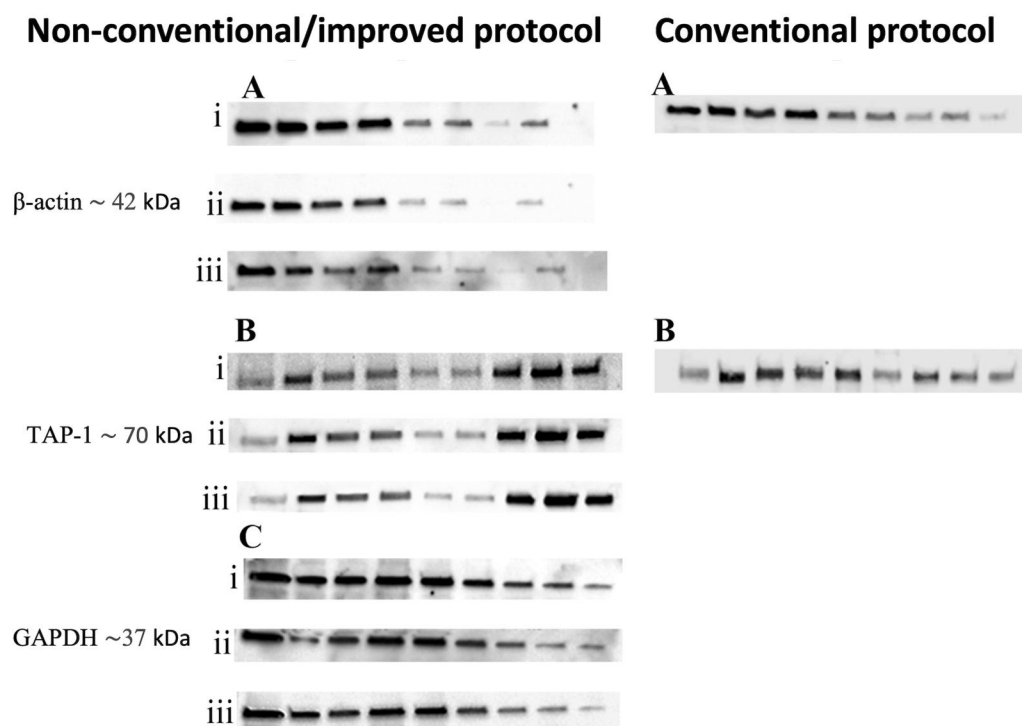 Non-conventional/improved protocol
Conventional protocol
A
A
i
β-actin ~ 42 kDa
ii
iii
B
B
i
TAP-1 ~ 70 kDa
ii
iii
C
i
GAPDH ~37 kDa
ii
iii